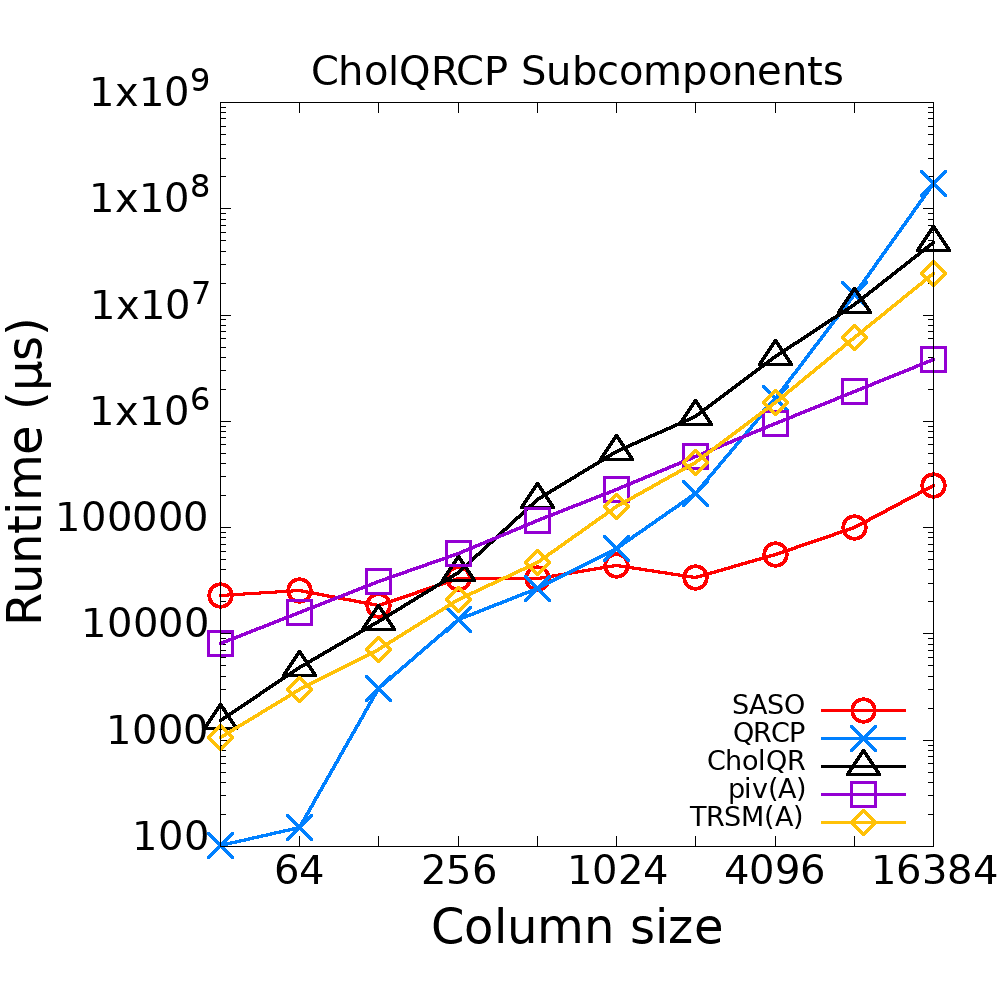 CholQRCP Subcomponents
1x10⁹
1x10⁸
1x10⁷
1x10⁶
100000
10000
1000
100
Runtime (µs)
SASO
QRCP
CholQR
piv(A)
TRSM(A)
64 256 1024 4096 16384
Column size